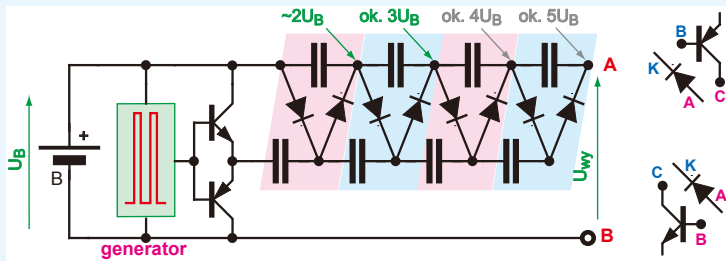 ~2UB
ok. 3UB
ok. 4UB
ok. 5UB
A
B
K
A
C
UB
+
B
generator
Uwy
B
C
K
A
B